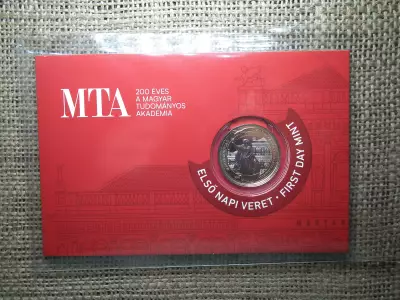 MTA
200 ÉVES
A MAGYAR
TUDOMÁNYOS
AKADÉMIA
ELSŐ NAPI VERET • FIRST DAY MINT